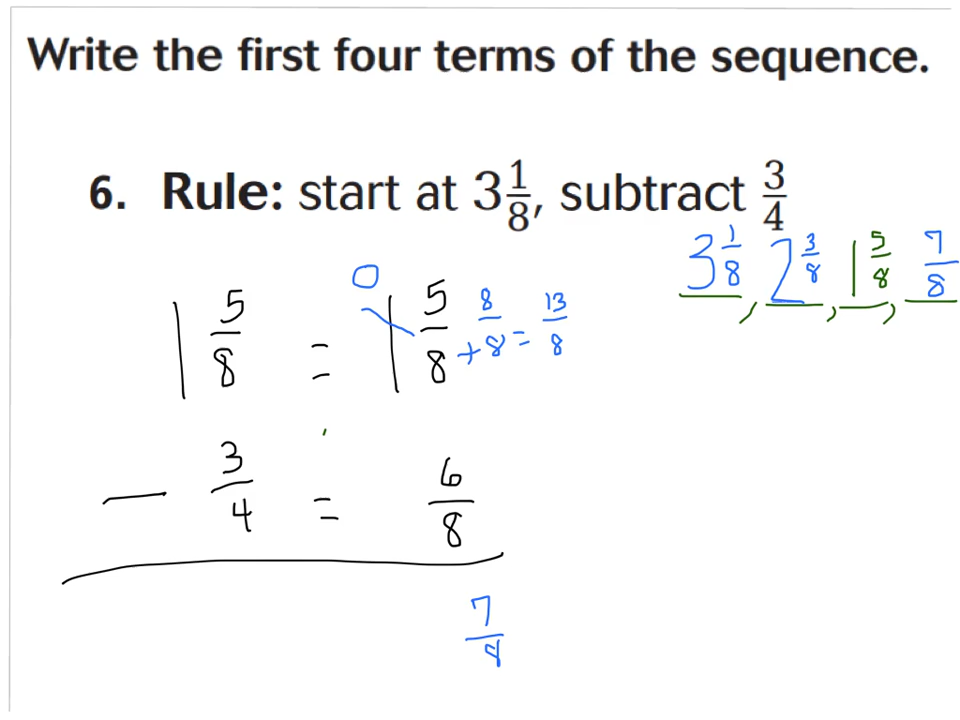 Write the first four terms of the sequence.
6. Rule: start at 3 1/8, subtract 3/4
3 1/8, 2 3/8, 1 5/8, 7/8
0
1 5/8 = 1 5/8 + 8/8 = 13/8
- 3/4 = 6/8
7/8